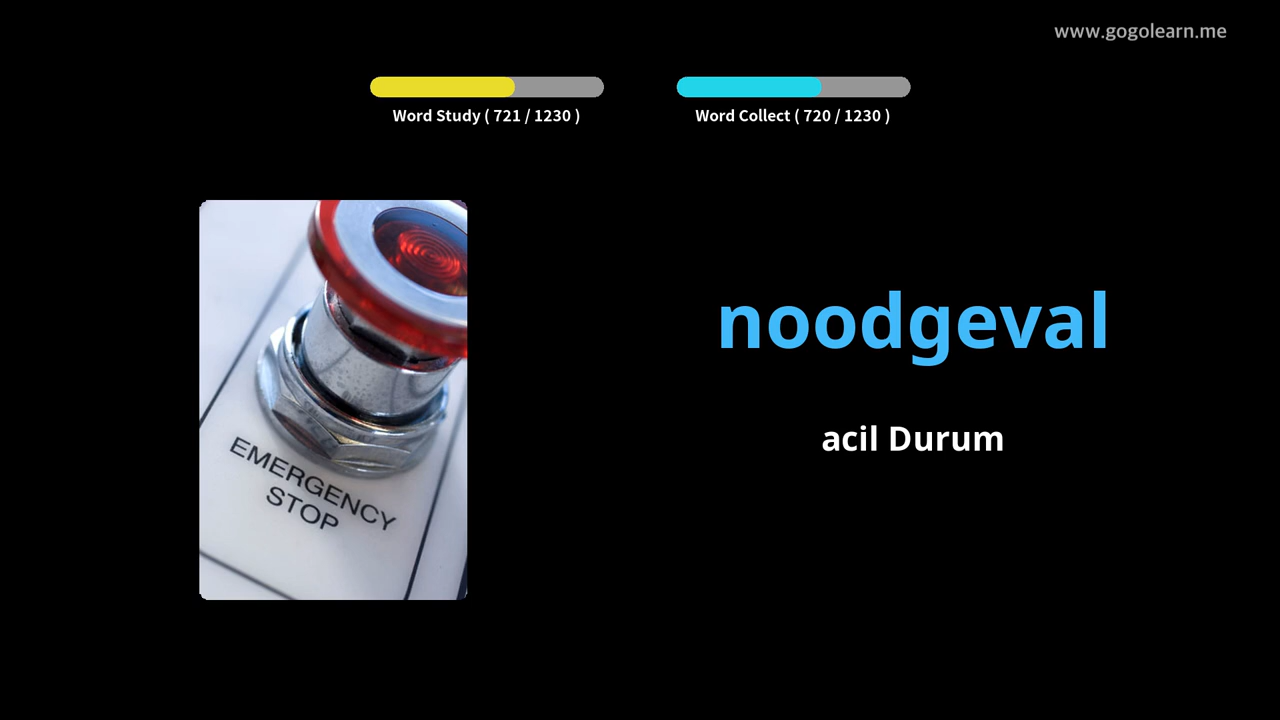 www.gogolearn.me
Word Study ( 721 / 1230 )
Word Collect ( 720 / 1230 )
noodgeval
acil Durum
EMERGENCY
STOP